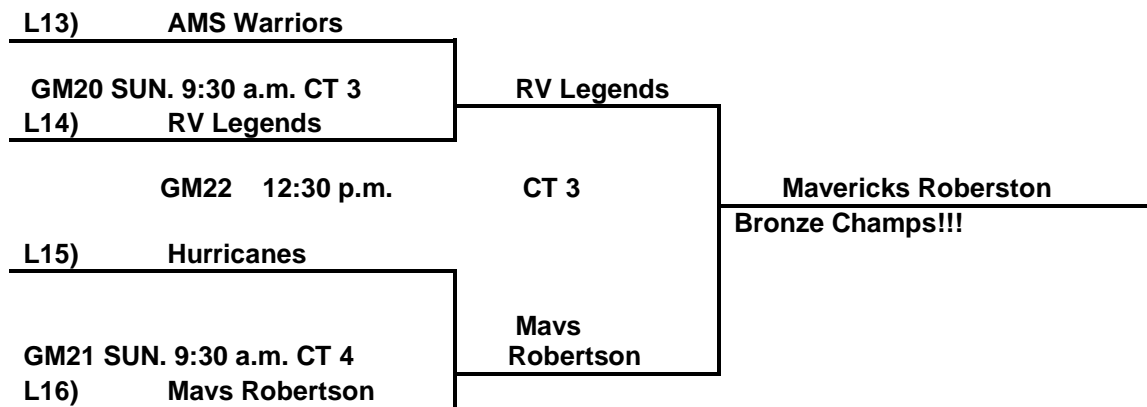 L13) AMS Warriors
GM20 SUN. 9:30 a.m. CT 3
RV Legends
L14) RV Legends
GM22 12:30 p.m. CT 3
Mavericks Roberston
Bronze Champs!!!
L15) Hurricanes
Mavs
Robertson
GM21 SUN. 9:30 a.m. CT 4
L16) Mavs Robertson